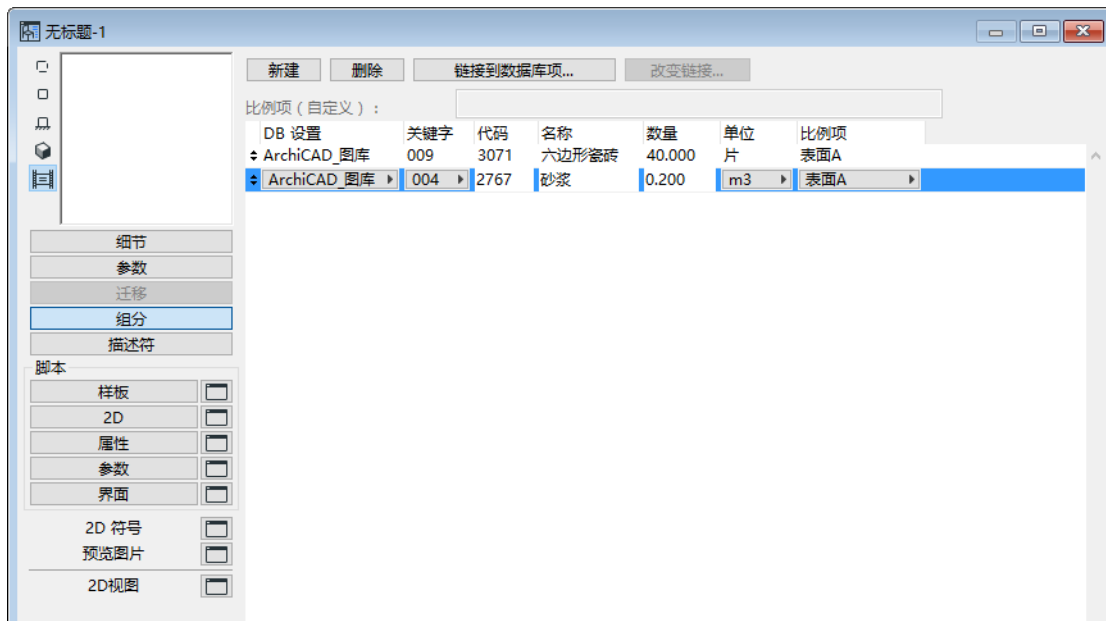 无标题-1
新建 删除 链接到数据库项... 改变链接...
比例项（自定义）:
DB 设置 关键字 代码 名称 数量 单位 比例项
ArchiCAD_图库 009 3071 六边形瓷砖 40.000 片 表面A
ArchiCAD_图库 004 2767 砂浆 0.200 m3 表面A
细节
参数
迁移
组分
描述符
脚本
样板
2D
属性
参数
界面
2D 符号
预览图片
2D视图